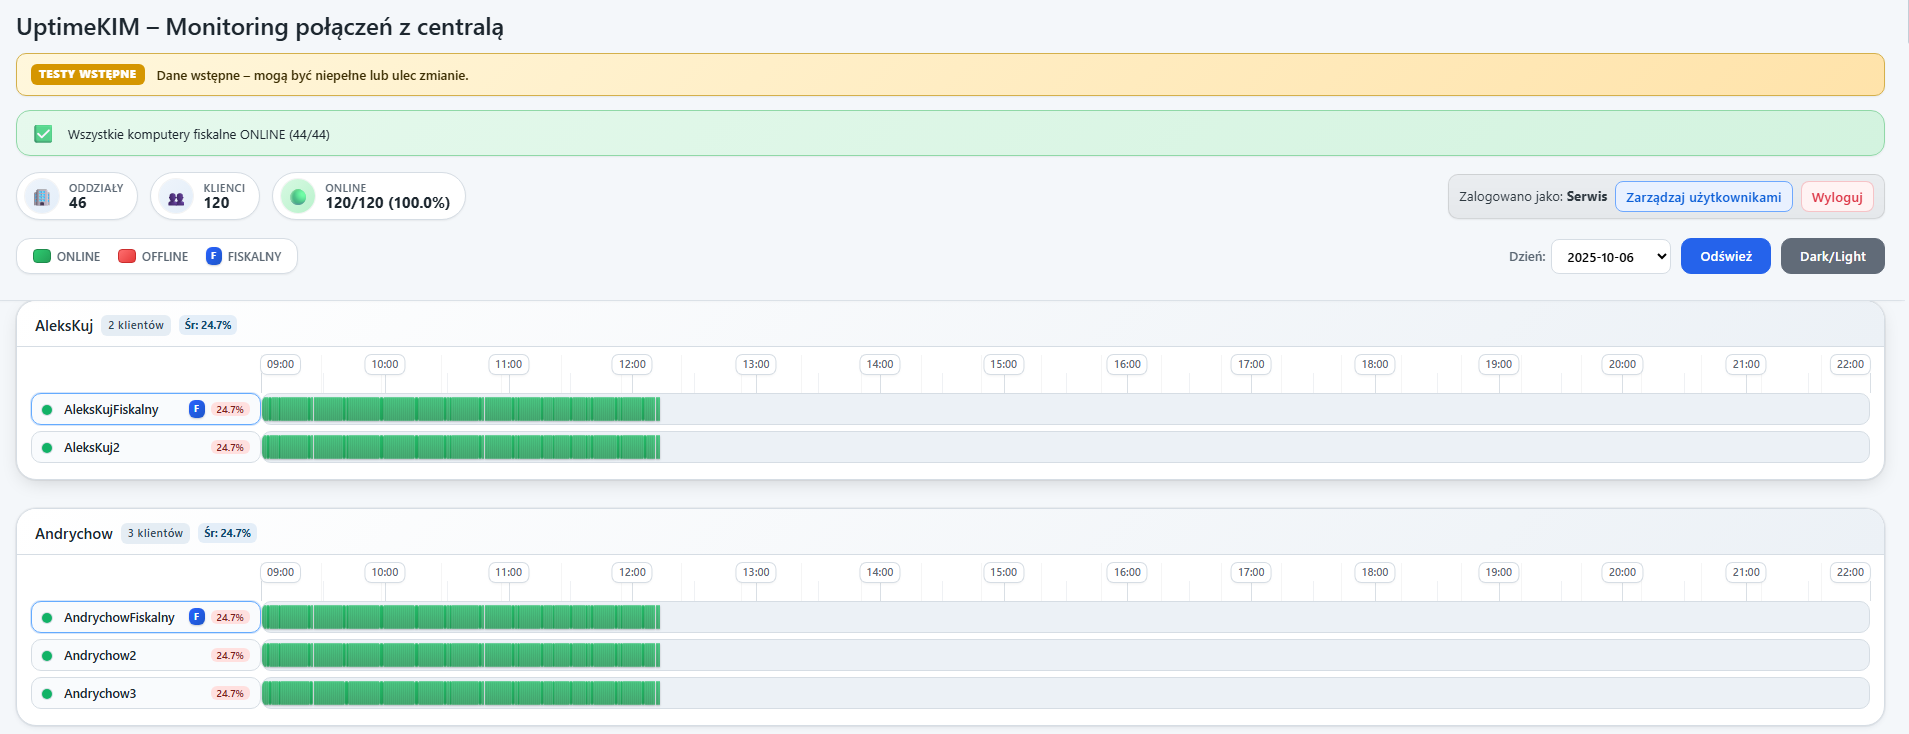 UptimeKIM – Monitoring połączeń z centralą
TESTY WSTĘPNE Dane wstępne – mogą być niepełne lub ulec zmianie.
Wszystkie komputery fiskalne ONLINE (44/44)
ODDZIAŁY
46
KLIENCI
120
ONLINE
120/120 (100.0%)
Zalogowano jako: Serwis Zarządzaj użytkownikami Wyloguj
ONLINE OFFLINE F FISKALNY
Dzień: 2025-10-06 Odśwież Dark/Light
AleksKuj 2 klientów Śr: 24.7%
09:00 10:00 11:00 12:00 13:00 14:00 15:00 16:00 17:00 18:00 19:00 20:00 21:00 22:00
AleksKujFiskalny F 24.7%
AleksKuj2 24.7%
Andrychow 3 klientów Śr: 24.7%
09:00 10:00 11:00 12:00 13:00 14:00 15:00 16:00 17:00 18:00 19:00 20:00 21:00 22:00
AndrychowFiskalny F 24.7%
Andrychow2 24.7%
Andrychow3 24.7%